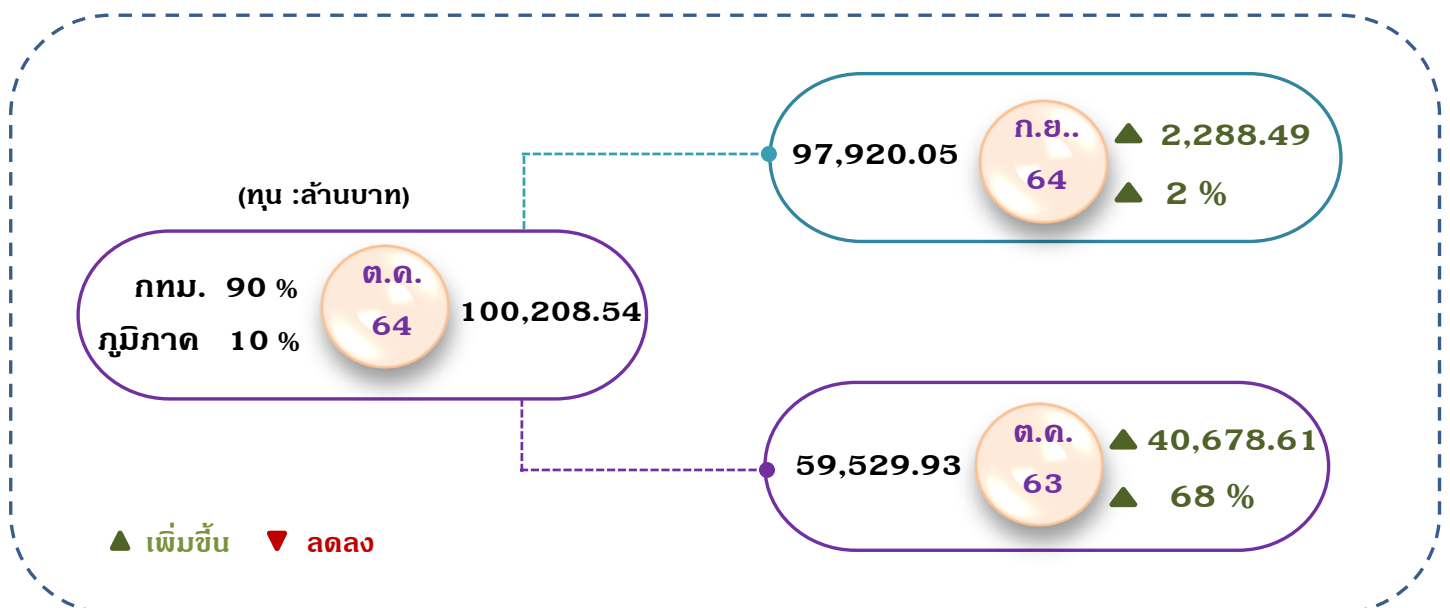 (ทุน :ล้านบาท)
กทม. 90 %
ภูมิภาค 10 %
ต.ค.
64
100,208.54
97,920.05
ก.ย..
64
▲ 2,288.49
▲ 2 %
59,529.93
ต.ค.
63
▲ 40,678.61
▲ 68 %
▲ เพิ่มขึ้น ▼ ลดลง